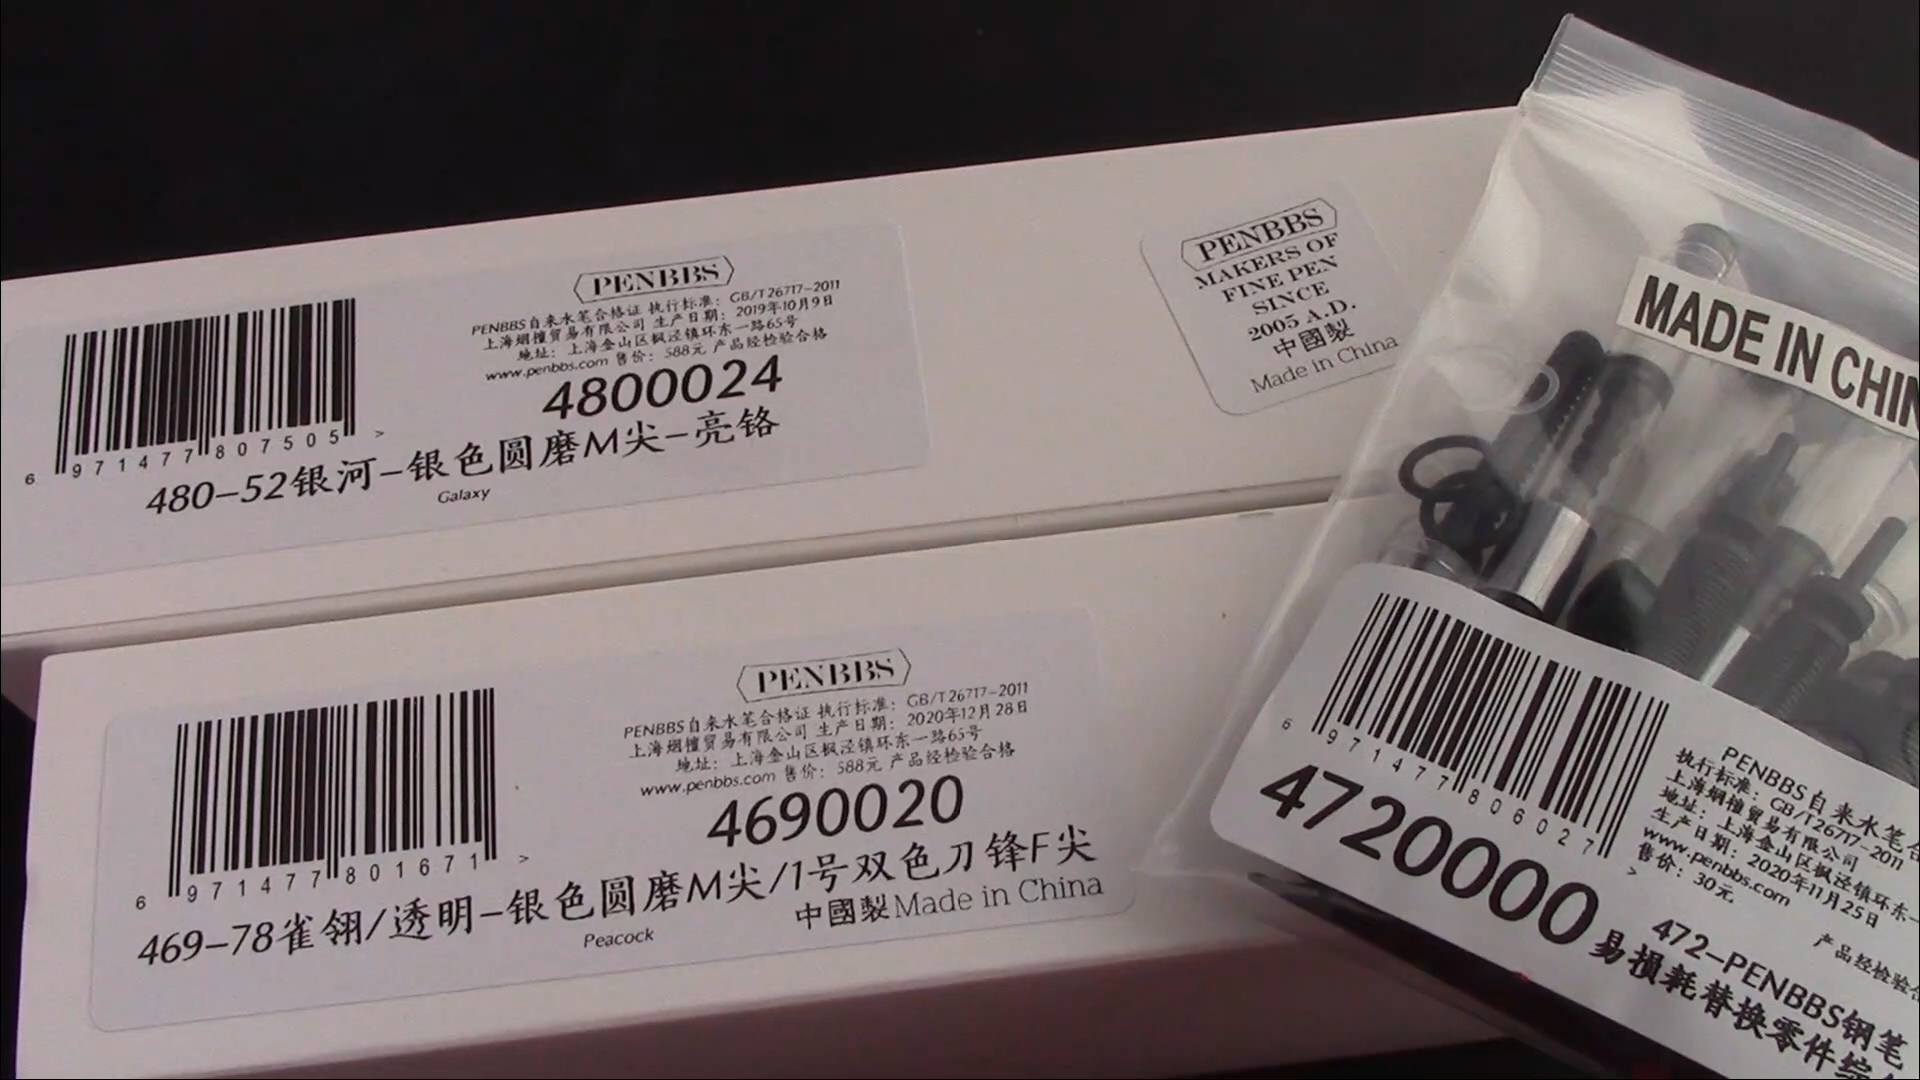 PENBBS
PENBBS自来水笔合格证 执行标准：GB/T 26717-2011
上海烟檀贸易有限公司 生产日期：2019年10月9日
地址：上海金山区枫泾镇环东一路65号
www.penbbs.com 售价：588元 产品经检验合格
4800024
6 971477 807505 >
480-52银河-银色圆磨M尖-亮铬
Galaxy
PENBBS
MAKERS OF
FINE PEN
SINCE
2005 A.D.
中國製
Made in China
PENBBS
PENBBS自来水笔合格证 执行标准：GB/T 26717-2011
上海烟檀贸易有限公司 生产日期：2020年12月28日
地址：上海金山区枫泾镇环东一路65号
www.penbbs.com 售价：588元 产品经检验合格
4690020
6 971477 801671 >
469-78雀翎/透明-银色圆磨M尖/1号双色刀锋F尖
Peacock
中國製Made in China
MADE IN CHIN
6 971477 806027 >
PENBBS自来水笔
执行标准：GB/T26717-2011
上海烟檀贸易有限公司
地址：上海金山区枫泾镇环东
生产日期：2020年11月25日
www.penbbs.com
售价：30元
产品经检验
4720000
472-PENBBS钢笔
易损耗替换零件综